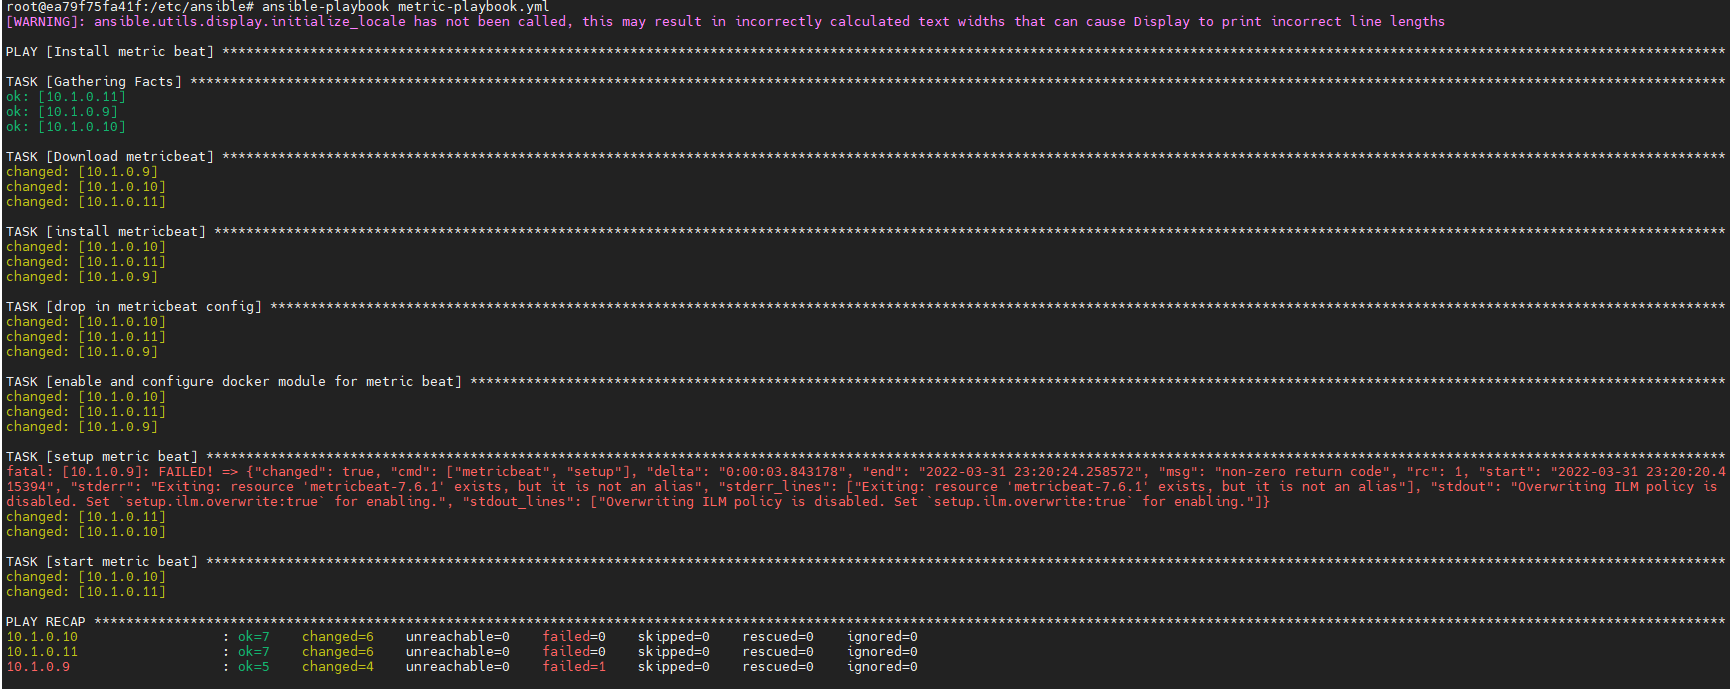 root@ea79f75fa41f:/etc/ansible# ansible-playbook metric-playbook.yml
[WARNING]: ansible.utils.display.initialize_locale has not been called, this may result in incorrectly calculated text widths that can cause Display to print incorrect line lengths
PLAY [Install metric beat] ********************************************************************************************************************************************************************************************
TASK [Gathering Facts] ************************************************************************************************************************************************************************************************
ok: [10.1.0.11]
ok: [10.1.0.9]
ok: [10.1.0.10]
TASK [Download metricbeat] ********************************************************************************************************************************************************************************************
changed: [10.1.0.9]
changed: [10.1.0.10]
changed: [10.1.0.11]
TASK [install metricbeat] *********************************************************************************************************************************************************************************************
changed: [10.1.0.10]
changed: [10.1.0.11]
changed: [10.1.0.9]
TASK [drop in metricbeat config] **************************************************************************************************************************************************************************************
changed: [10.1.0.10]
changed: [10.1.0.11]
changed: [10.1.0.9]
TASK [enable and configure docker module for metric beat] *************************************************************************************************************************************************************
changed: [10.1.0.10]
changed: [10.1.0.11]
changed: [10.1.0.9]
TASK [setup metric beat] **********************************************************************************************************************************************************************************************
fatal: [10.1.0.9]: FAILED! => {"changed": true, "cmd": ["metricbeat", "setup"], "delta": "0:00:03.843178", "end": "2022-03-31 23:20:24.258572", "msg": "non-zero return code", "rc": 1, "start": "2022-03-31 23:20:20.4
15394", "stderr": "Exiting: resource 'metricbeat-7.6.1' exists, but it is not an alias", "stderr_lines": ["Exiting: resource 'metricbeat-7.6.1' exists, but it is not an alias"], "stdout": "Overwriting ILM policy is
disabled. Set `setup.ilm.overwrite:true` for enabling.", "stdout_lines": ["Overwriting ILM policy is disabled. Set `setup.ilm.overwrite:true` for enabling."]}
changed: [10.1.0.11]
changed: [10.1.0.10]
TASK [start metric beat] **********************************************************************************************************************************************************************************************
changed: [10.1.0.10]
changed: [10.1.0.11]
PLAY RECAP ************************************************************************************************************************************************************************************************************
10.1.0.10 : ok=7 changed=6 unreachable=0 failed=0 skipped=0 rescued=0 ignored=0
10.1.0.11 : ok=7 changed=6 unreachable=0 failed=0 skipped=0 rescued=0 ignored=0
10.1.0.9 : ok=5 changed=4 unreachable=0 failed=1 skipped=0 rescued=0 ignored=0